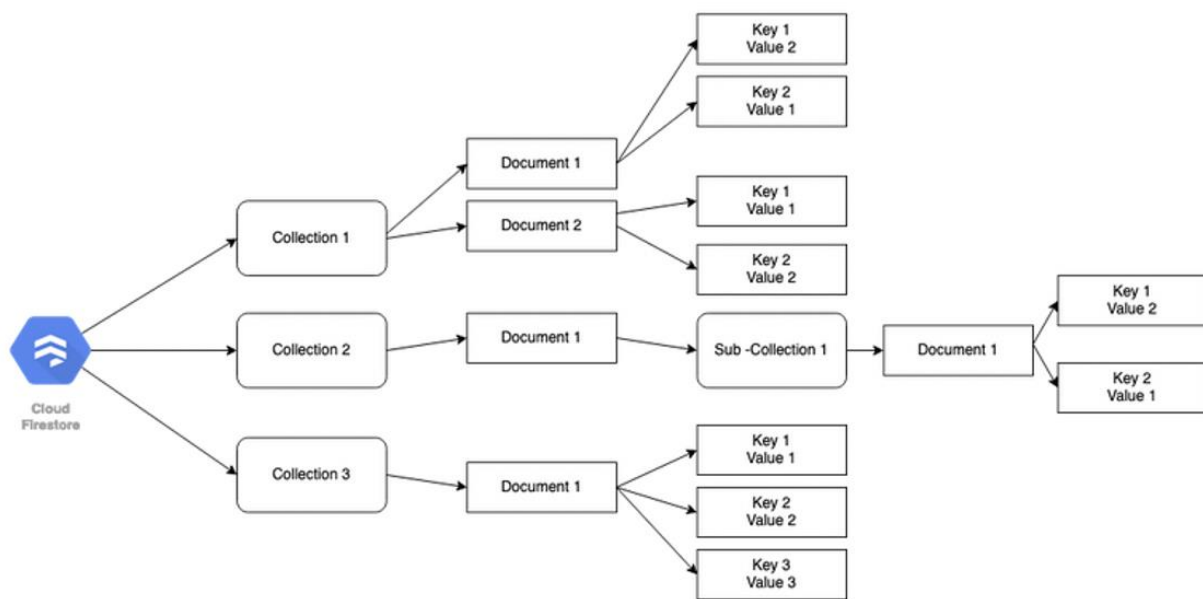 Key 1
Value 2
Key 2
Value 1
Document 1
Collection 1
Document 2
Key 1
Value 1
Key 2
Value 2
Cloud
Firestore
Collection 2
Document 1
Sub -Collection 1
Document 1
Key 1
Value 2
Key 2
Value 1
Collection 3
Document 1
Key 1
Value 1
Key 2
Value 2
Key 3
Value 3